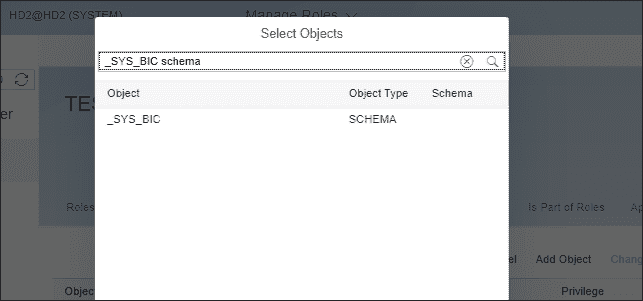 HD2@HD2 (SYSTEM) Manage Roles
Select Objects
_SYS_BIC schema
Object Object Type Schema
_SYS_BIC SCHEMA
Roles Is Part of Roles
Add Object
Privilege